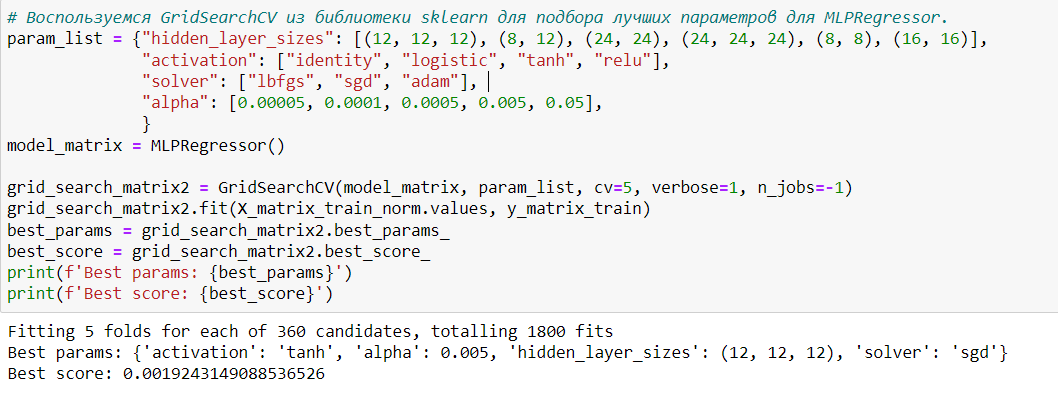 # Воспользуемся GridSearchCV из библиотеки sklearn для подбора лучших параметров для MLPRegressor.
param_list = {"hidden_layer_sizes": [(12, 12, 12), (8, 12), (24, 24), (24, 24, 24), (8, 8), (16, 16)],
"activation": ["identity", "logistic", "tanh", "relu"],
"solver": ["lbfgs", "sgd", "adam"],
"alpha": [0.00005, 0.0001, 0.0005, 0.005, 0.05],
}
model_matrix = MLPRegressor()
grid_search_matrix2 = GridSearchCV(model_matrix, param_list, cv=5, verbose=1, n_jobs=-1)
grid_search_matrix2.fit(X_matrix_train_norm.values, y_matrix_train)
best_params = grid_search_matrix2.best_params_
best_score = grid_search_matrix2.best_score_
print(f'Best params: {best_params}')
print(f'Best score: {best_score}')
Fitting 5 folds for each of 360 candidates, totalling 1800 fits
Best params: {'activation': 'tanh', 'alpha': 0.005, 'hidden_layer_sizes': (12, 12, 12), 'solver': 'sgd'}
Best score: 0.0019243149088536526